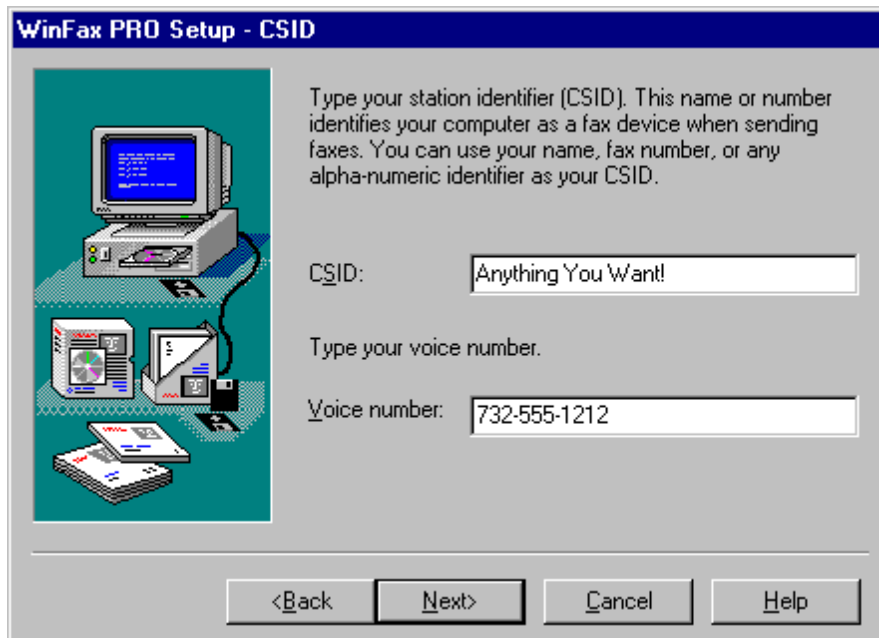 WinFax PRO Setup - CSID
Type your station identifier (CSID). This name or number
identifies your computer as a fax device when sending
faxes. You can use your name, fax number, or any
alpha-numeric identifier as your CSID.
CSID: Anything You Want!
Type your voice number.
Voice number: 732-555-1212
<Back Next> Cancel Help